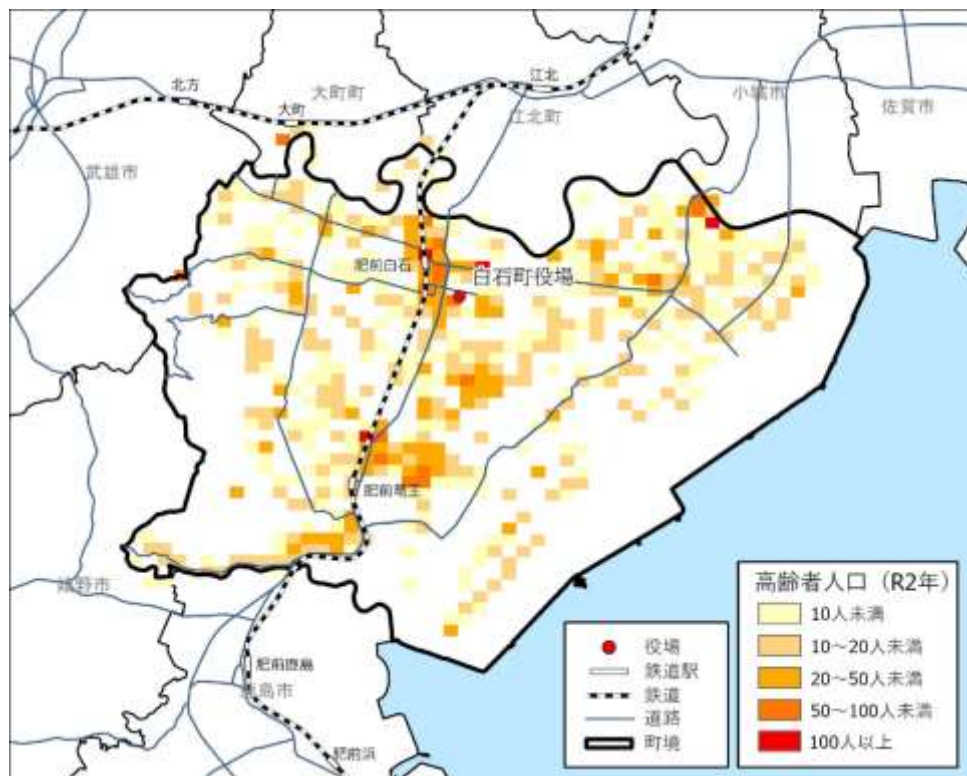 北方
大町町
江北
大町
江北町
小城市
佐賀市
武雄市
肥前白石
白石町役場
肥前竜王
嬉野市
肥前鹿島
鹿島市
肥前浜
役場
鉄道駅
鉄道
道路
町境
高齢者人口（R2年）
10人未満
10～20人未満
20～50人未満
50～100人未満
100人以上